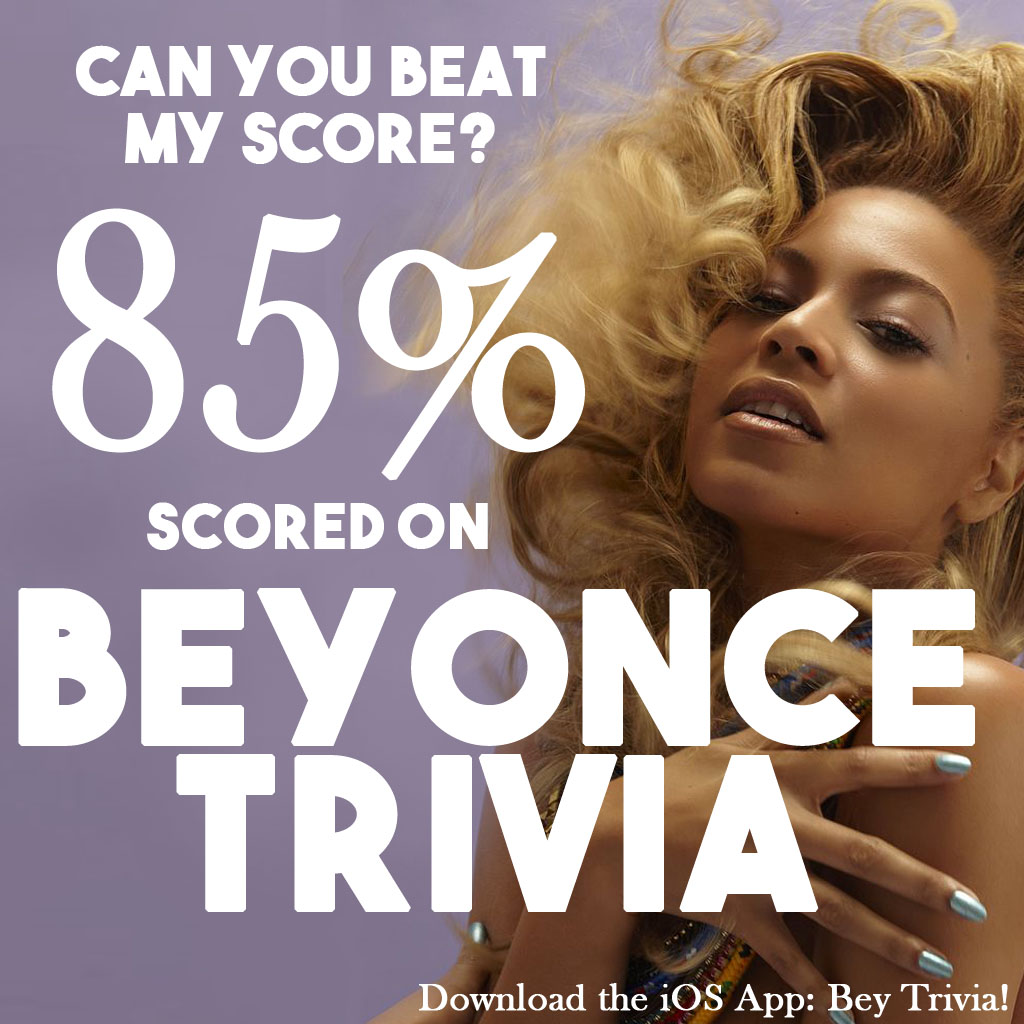 CAN YOU BEAT
MY SCORE?
85%
SCORED ON
BEYONCE
TRIVIA
Download the iOS App: Bey Trivia!